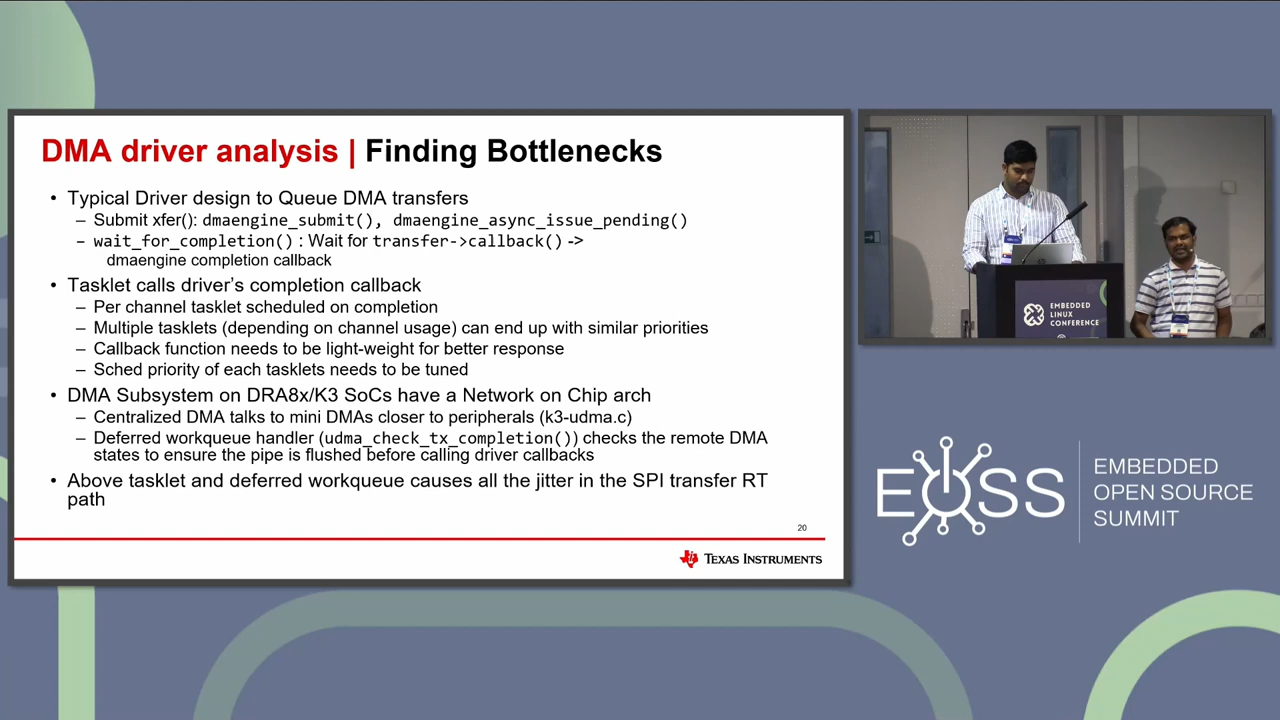 DMA driver analysis | Finding Bottlenecks
• Typical Driver design to Queue DMA transfers
– Submit xfer(): dmaengine_submit(), dmaengine_async_issue_pending()
– wait_for_completion() : Wait for transfer->callback() ->
dmaengine completion callback
• Tasklet calls driver's completion callback
– Per channel tasklet scheduled on completion
– Multiple tasklets (depending on channel usage) can end up with similar priorities
– Callback function needs to be light-weight for better response
– Sched priority of each tasklets needs to be tuned
• DMA Subsystem on DRA8x/K3 SoCs have a Network on Chip arch
– Centralized DMA talks to mini DMAs closer to peripherals (k3-udma.c)
– Deferred workqueue handler (udma_check_tx_completion()) checks the remote DMA
states to ensure the pipe is flushed before calling driver callbacks
• Above tasklet and deferred workqueue causes all the jitter in the SPI transfer RT
path
20
TEXAS INSTRUMENTS
EMBEDDED
LINUX
CONFERENCE
EOSS
EMBEDDED
OPEN SOURCE
SUMMIT